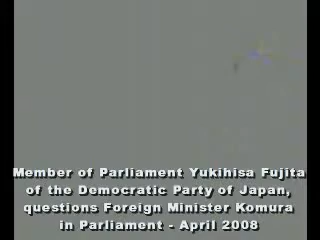 Member of Parliament Yukihisa Fujita
of the Democratic Party of Japan,
questions Foreign Minister Komura
in Parliament - April 2008